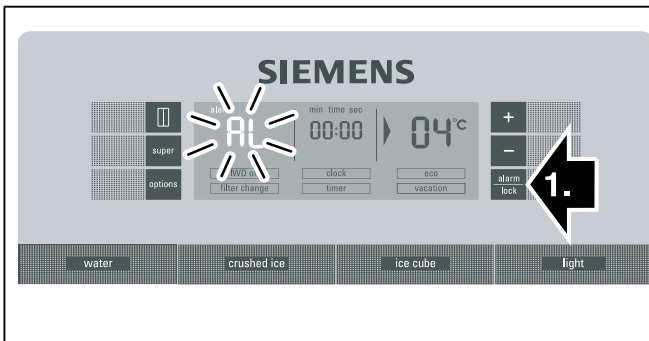 SIEMENS
alarm
min time sec
AL
00:00
04°C
+
super
−
options
alarm
lock
1.
clock
eco
filter change
timer
vacation
water
crushed ice
ice cube
light